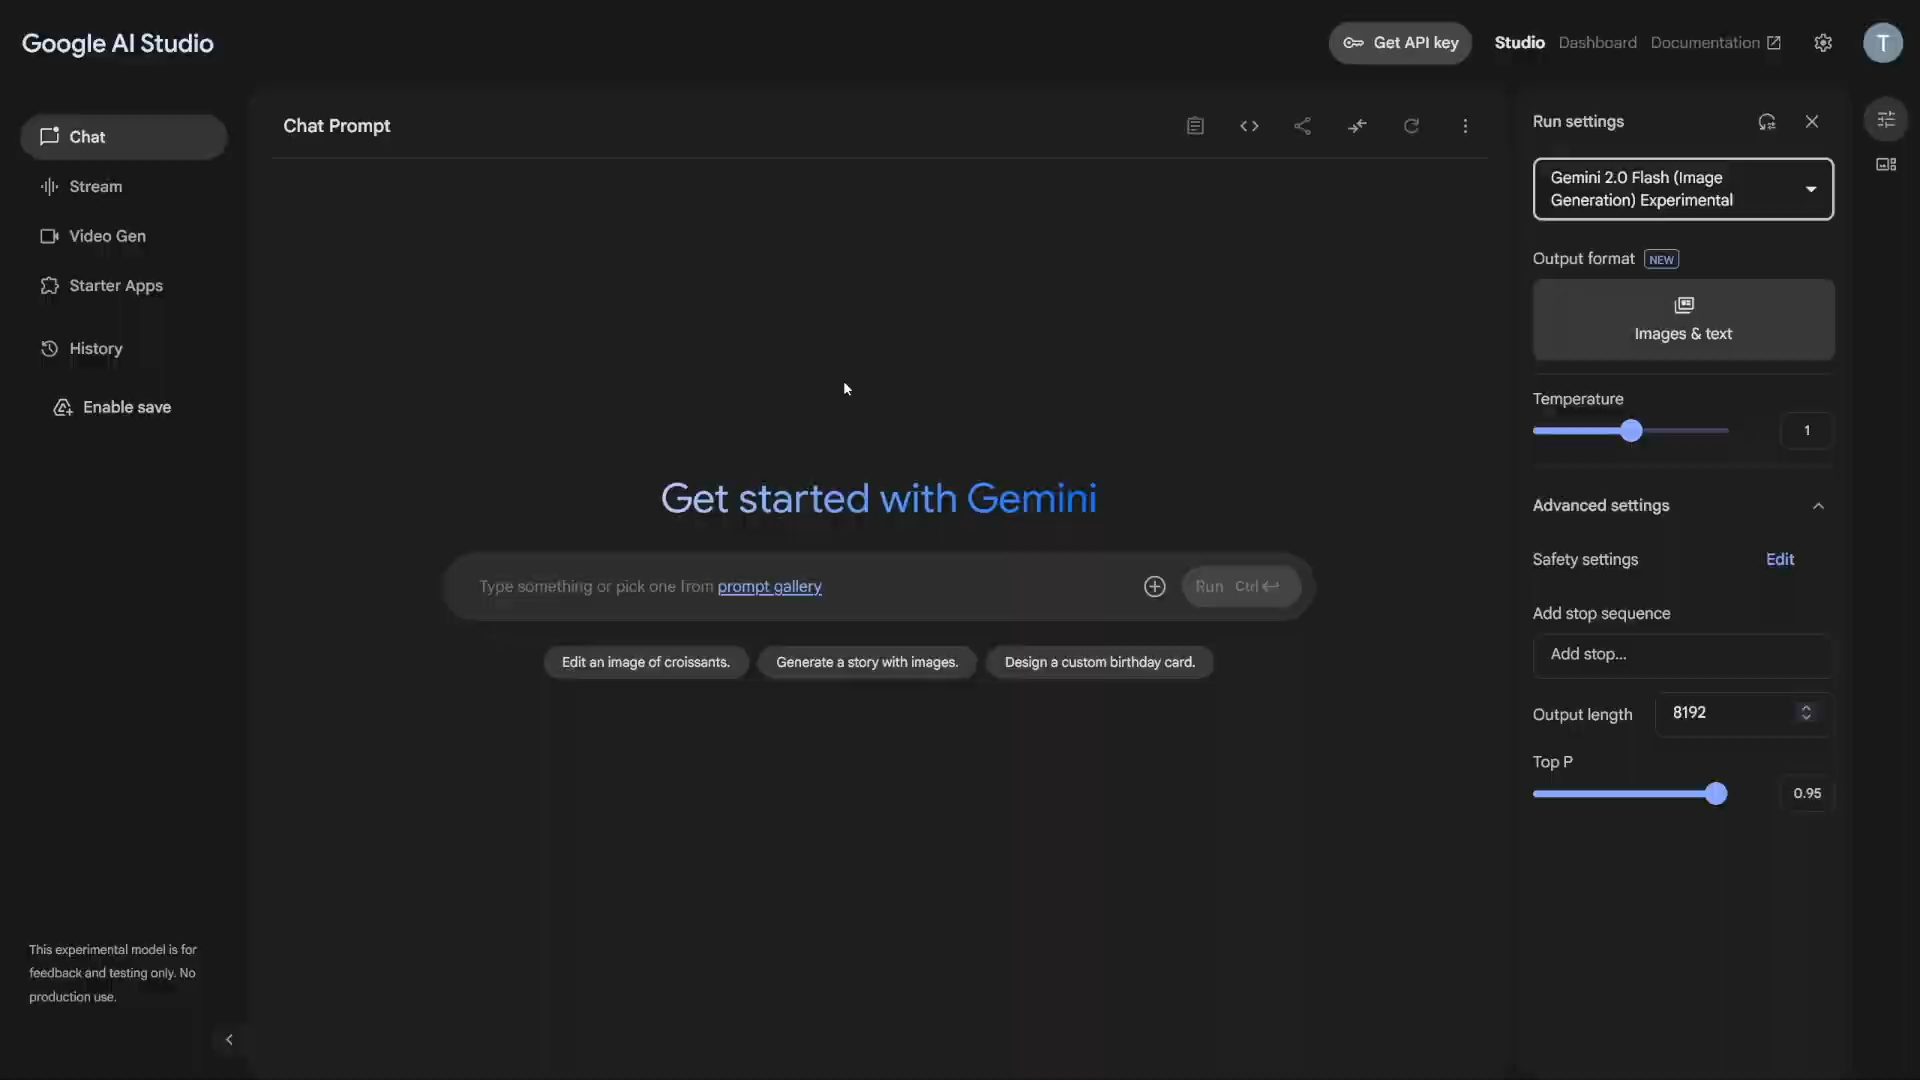 Google AI Studio
Get API key
Studio
Dashboard
Documentation
T
Chat
Stream
Video Gen
Starter Apps
History
Enable save
Chat Prompt
Get started with Gemini
Type something or pick one from prompt gallery
Run Ctrl
Edit an image of croissants.
Generate a story with images.
Design a custom birthday card.
Run settings
Gemini 2.0 Flash (Image
Generation) Experimental
Output format NEW
Images & text
Temperature
1
Advanced settings
Safety settings Edit
Add stop sequence
Add stop...
Output length 8192
Top P
0.95
This experimental model is for
feedback and testing only. No
production use.